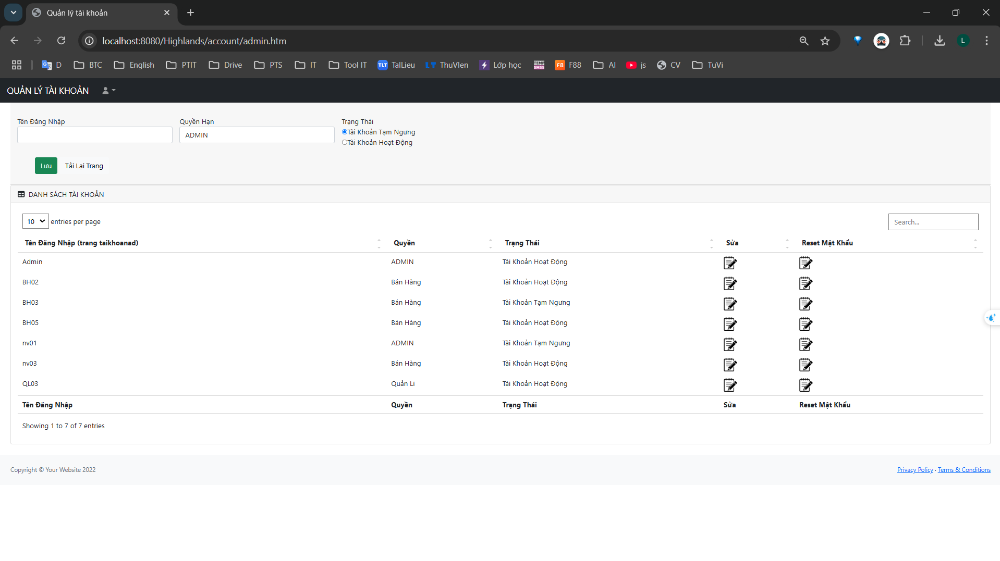 Quản lý tài khoản
localhost:8080/Highlands/account/admin.htm
L
D BTC English PTIT Drive PTS IT Tool IT TLT TaiLieu LT ThuVien Lớp học TEMP SMSS F8 F88 AI js CV TuVi
QUẢN LÝ TÀI KHOẢN
Tên Đăng Nhập Quyền Hạn Trạng Thái
ADMIN Tài Khoản Tạm Ngưng
Tài Khoản Hoạt Động
Lưu Tải Lại Trang
DANH SÁCH TÀI KHOẢN
10 entries per page Search...
Tên Đăng Nhập (trang taikhoanad) Quyền Trạng Thái Sửa Reset Mật Khẩu
Admin ADMIN Tài Khoản Hoạt Động
BH02 Bán Hàng Tài Khoản Hoạt Động
BH03 Bán Hàng Tài Khoản Tạm Ngưng
BH05 Bán Hàng Tài Khoản Hoạt Động
nv01 ADMIN Tài Khoản Tạm Ngưng
nv03 Bán Hàng Tài Khoản Hoạt Động
QL03 Quản Lí Tài Khoản Hoạt Động
Tên Đăng Nhập Quyền Trạng Thái Sửa Reset Mật Khẩu
Showing 1 to 7 of 7 entries
Copyright © Your Website 2022 Privacy Policy · Terms & Conditions